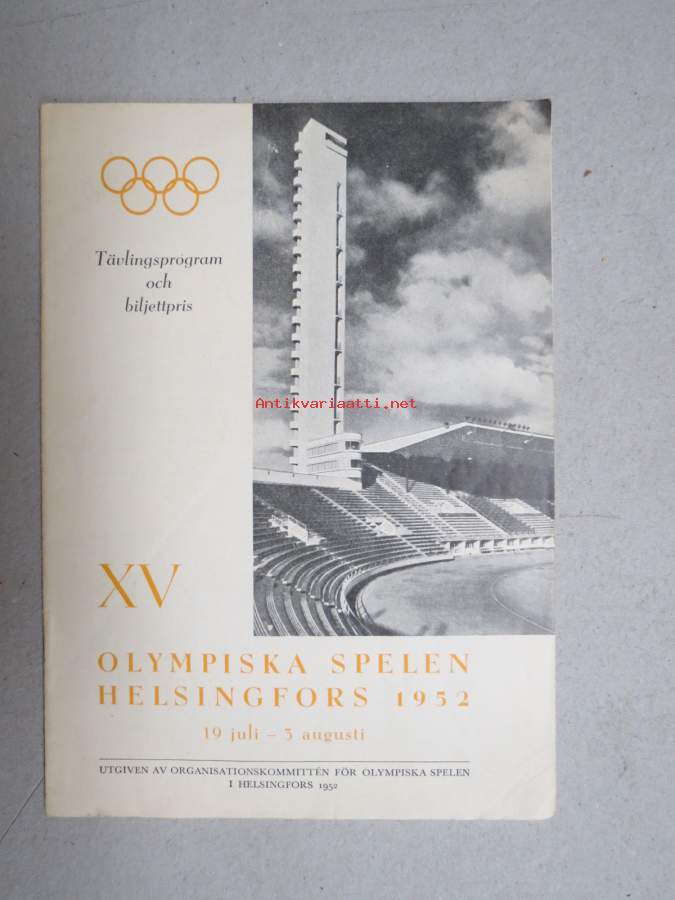 Tävlingsprogram
och
biljettpris
Antikvariaatti.net
XV
OLYMPISKA SPELEN
HELSINGFORS 1952
19 juli – 3 augusti
UTGIVEN AV ORGANISATIONSKOMMITTÉN FÖR OLYMPISKA SPELEN
I HELSINGFORS 1952